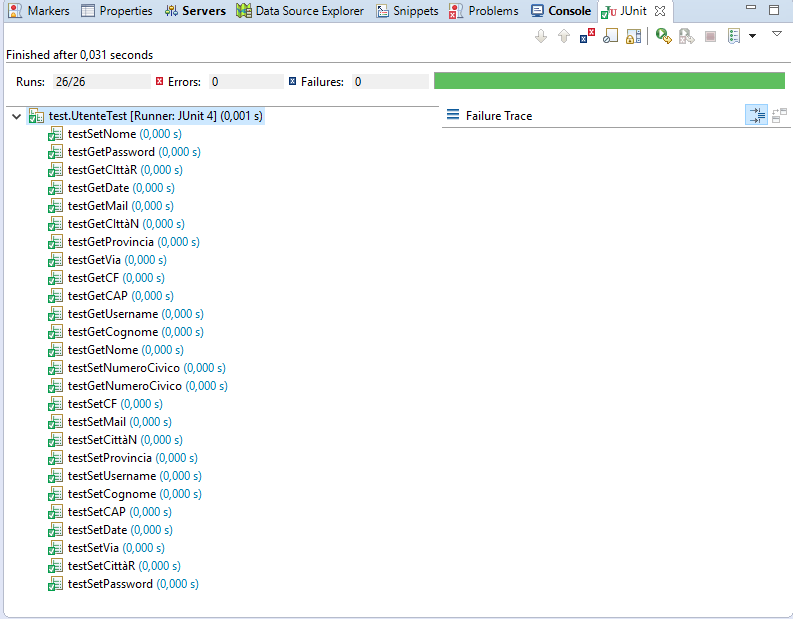 Markers Properties Servers Data Source Explorer Snippets Problems Console JUnit
Finished after 0,031 seconds
Runs: 26/26 Errors: 0 Failures: 0
test.UtenteTest [Runner: JUnit 4] (0,001 s)
Failure Trace
testSetNome (0,000 s)
testGetPassword (0,000 s)
testGetCIttàR (0,000 s)
testGetDate (0,000 s)
testGetMail (0,000 s)
testGetCIttàN (0,000 s)
testGetProvincia (0,000 s)
testGetVia (0,000 s)
testGetCF (0,000 s)
testGetCAP (0,000 s)
testGetUsername (0,000 s)
testGetCognome (0,000 s)
testGetNome (0,000 s)
testSetNumeroCivico (0,000 s)
testGetNumeroCivico (0,000 s)
testSetCF (0,000 s)
testSetMail (0,000 s)
testSetCittàN (0,000 s)
testSetProvincia (0,000 s)
testSetUsername (0,000 s)
testSetCognome (0,000 s)
testSetCAP (0,000 s)
testSetDate (0,000 s)
testSetVia (0,000 s)
testSetCittàR (0,000 s)
testSetPassword (0,000 s)